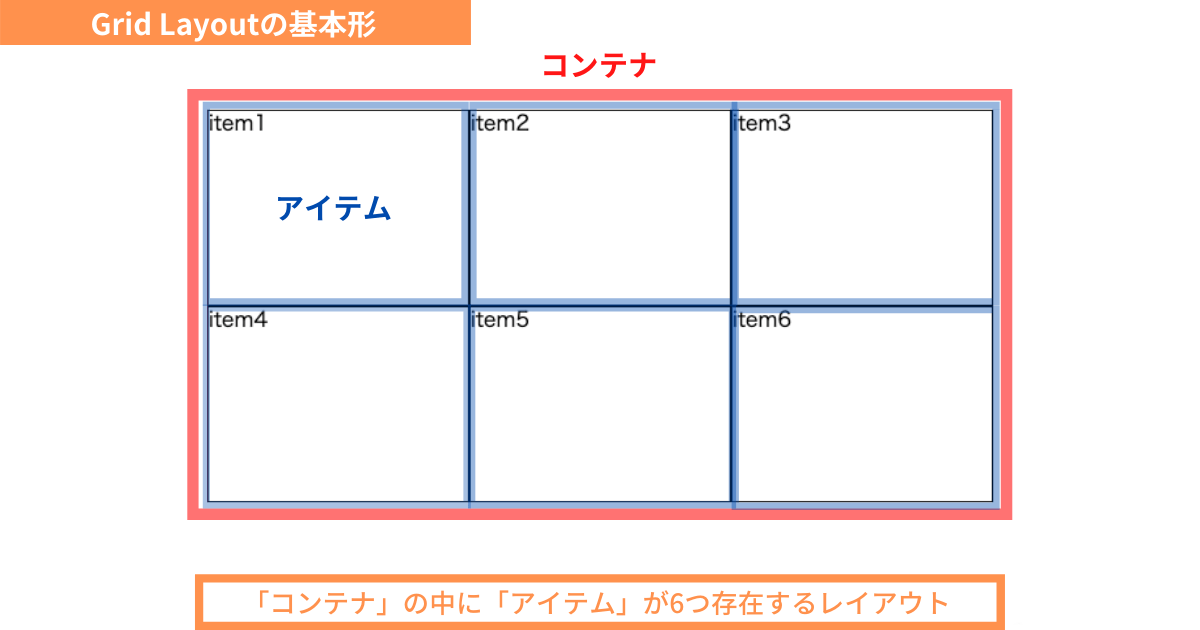 Grid Layoutの基本形
コンテナ
item1 item2 item3
アイテム
item4 item5 item6
「コンテナ」の中に「アイテム」が6つ存在するレイアウト